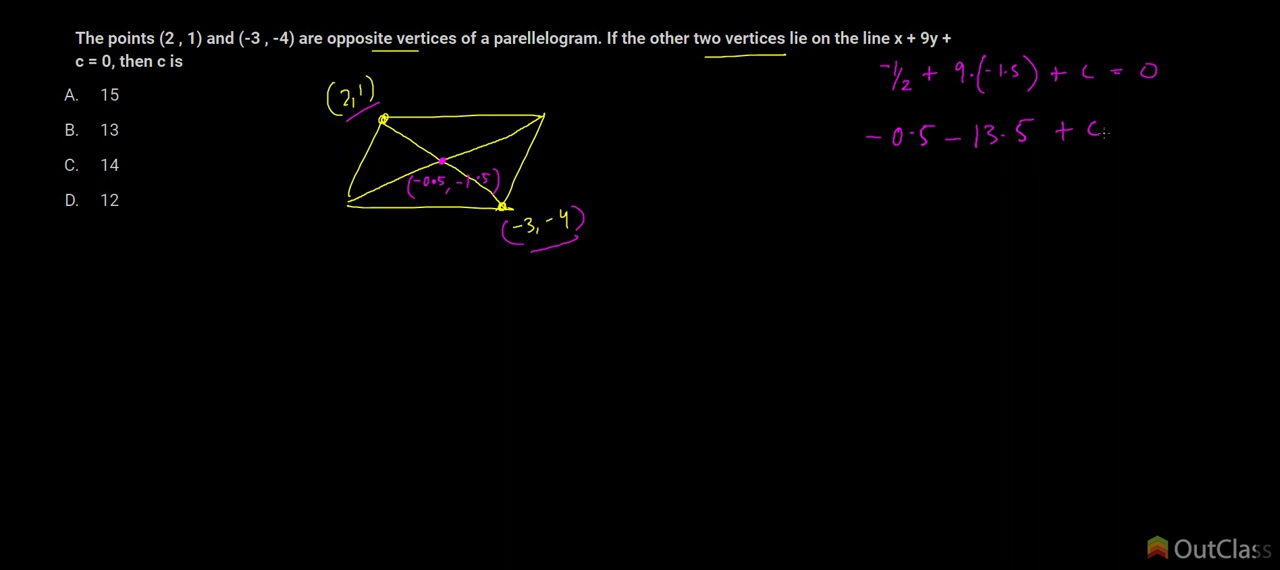 The points (2 , 1) and (-3 , -4) are opposite vertices of a parellelogram. If the other two vertices lie on the line x + 9y +
c = 0, then c is
A. 15
B. 13
C. 14
D. 12
(2,1)
(-0.5, -1.5)
(-3, -4)
-1/2 + 9.(-1.5) + c = 0
-0.5 - 13.5 + c
OutClass